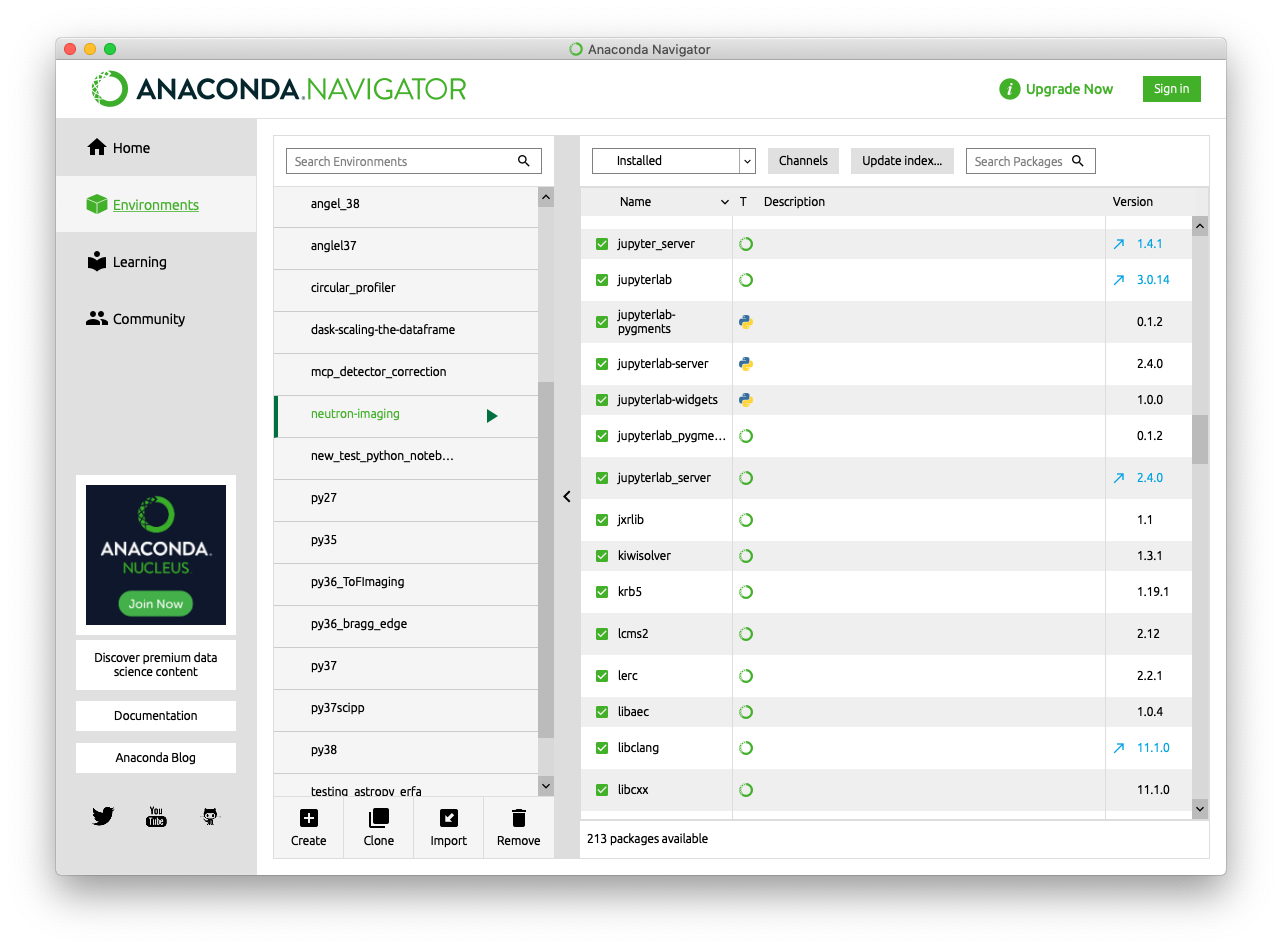 Anaconda Navigator
ANACONDA.NAVIGATOR
i Upgrade Now
Sign in
Home
Environments
Learning
Community
ANACONDA.
NUCLEUS
Join Now
Discover premium data
science content
Documentation
Anaconda Blog
You
Tube
Search Environments
angel_38
anglel37
circular_profiler
dask-scaling-the-dataframe
mcp_detector_correction
neutron-imaging
new_test_python_noteb...
py27
py35
py36_ToFImaging
py36_bragg_edge
py37
py37scipp
py38
testing_astropy_erfa
Create Clone Import Remove
Installed Channels Update index... Search Packages
Name T Description Version
jupyter_server 1.4.1
jupyterlab 3.0.14
jupyterlab-
pygments 0.1.2
jupyterlab-server 2.4.0
jupyterlab-widgets 1.0.0
jupyterlab_pygme... 0.1.2
jupyterlab_server 2.4.0
jxrlib 1.1
kiwisolver 1.3.1
krb5 1.19.1
lcms2 2.12
lerc 2.2.1
libaec 1.0.4
libclang 11.1.0
libcxx 11.1.0
213 packages available